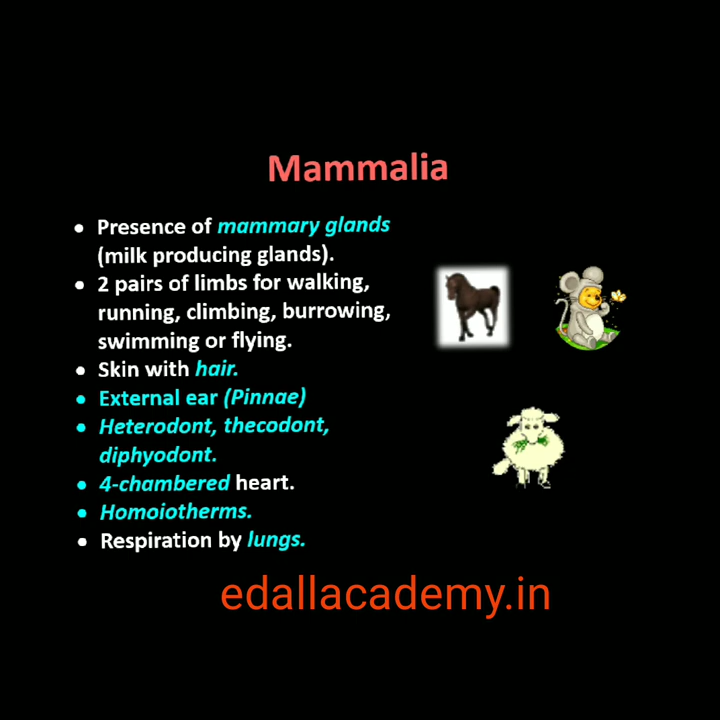 Mammalia
• Presence of mammary glands
(milk producing glands).
• 2 pairs of limbs for walking,
running, climbing, burrowing,
swimming or flying.
• Skin with hair.
• External ear (Pinnae)
• Heterodont, thecodont,
diphyodont.
• 4-chambered heart.
• Homoiotherms.
• Respiration by lungs.
edallacademy.in